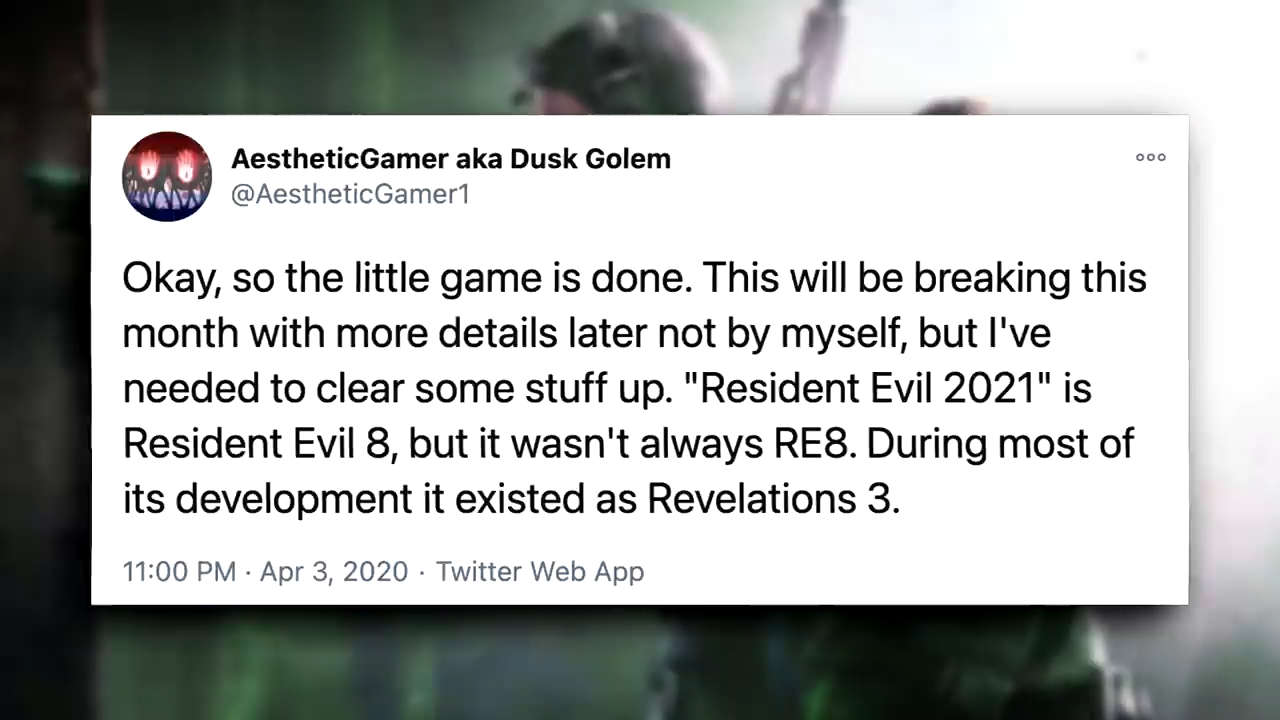 AestheticGamer aka Dusk Golem
@AestheticGamer1
Okay, so the little game is done. This will be breaking this
month with more details later not by myself, but I've
needed to clear some stuff up. "Resident Evil 2021" is
Resident Evil 8, but it wasn't always RE8. During most of
its development it existed as Revelations 3.
11:00 PM · Apr 3, 2020 · Twitter Web App